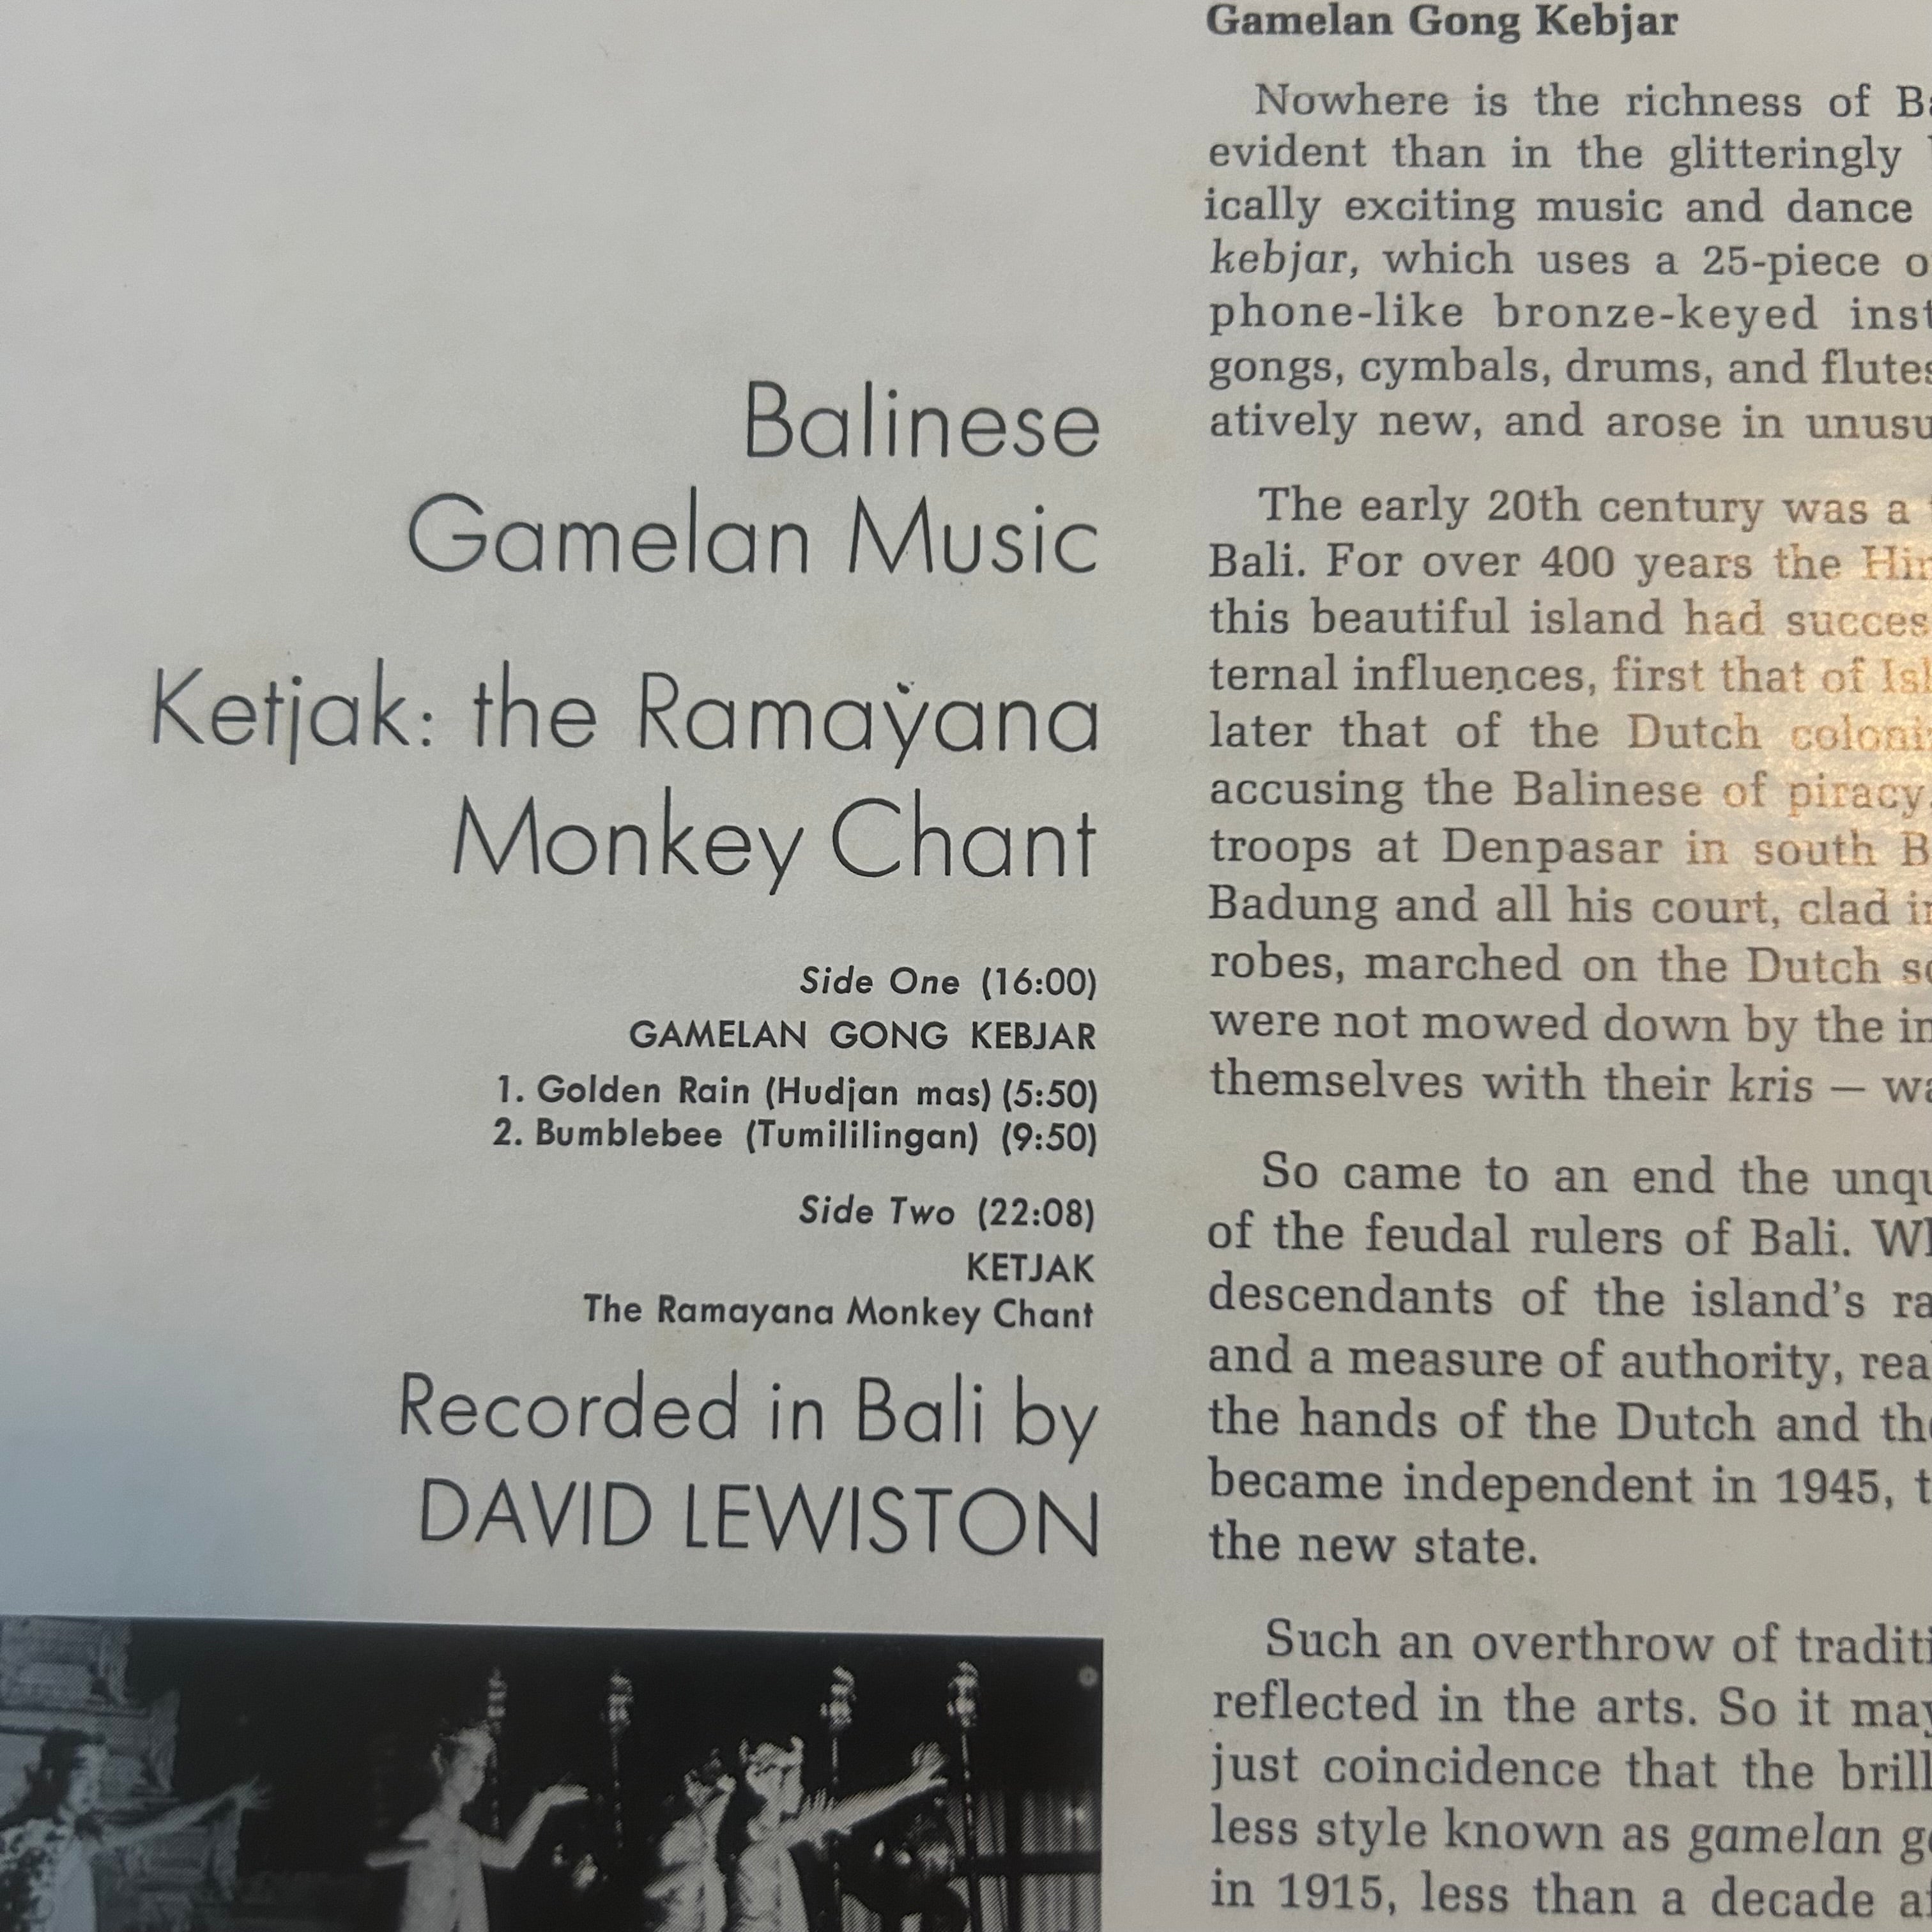 Balinese
Gamelan Music
Ketjak: the Ramayana
Monkey Chant
Side One (16:00)
GAMELAN GONG KEBJAR
1. Golden Rain (Hudjan mas) (5:50)
2. Bumblebee (Tumililingan) (9:50)
Side Two (22:08)
KETJAK
The Ramayana Monkey Chant
Recorded in Bali by
DAVID LEWISTON
Gamelan Gong Kebjar
Nowhere is the richness of
evident than in the glitteringly
ically exciting music and dance
kebjar, which uses a 25-piece
phone-like bronze-keyed
gongs, cymbals, drums, and flutes
atively new, and arose in
The early 20th century was a
Bali. For over 400 years the
this beautiful island had
ternal influences, first that of
later that of the Dutch
accusing the Balinese of piracy
troops at Denpasar in south
Badung and all his court, clad
robes, marched on the Dutch
were not mowed down by the
themselves with their kris —
So came to an end the
of the feudal rulers of Bali.
descendants of the island's
and a measure of authority,
the hands of the Dutch and
became independent in 1945,
the new state.
Such an overthrow of
reflected in the arts. So it may
just coincidence that the
less style known as gamelan
in 1915, less than a decade